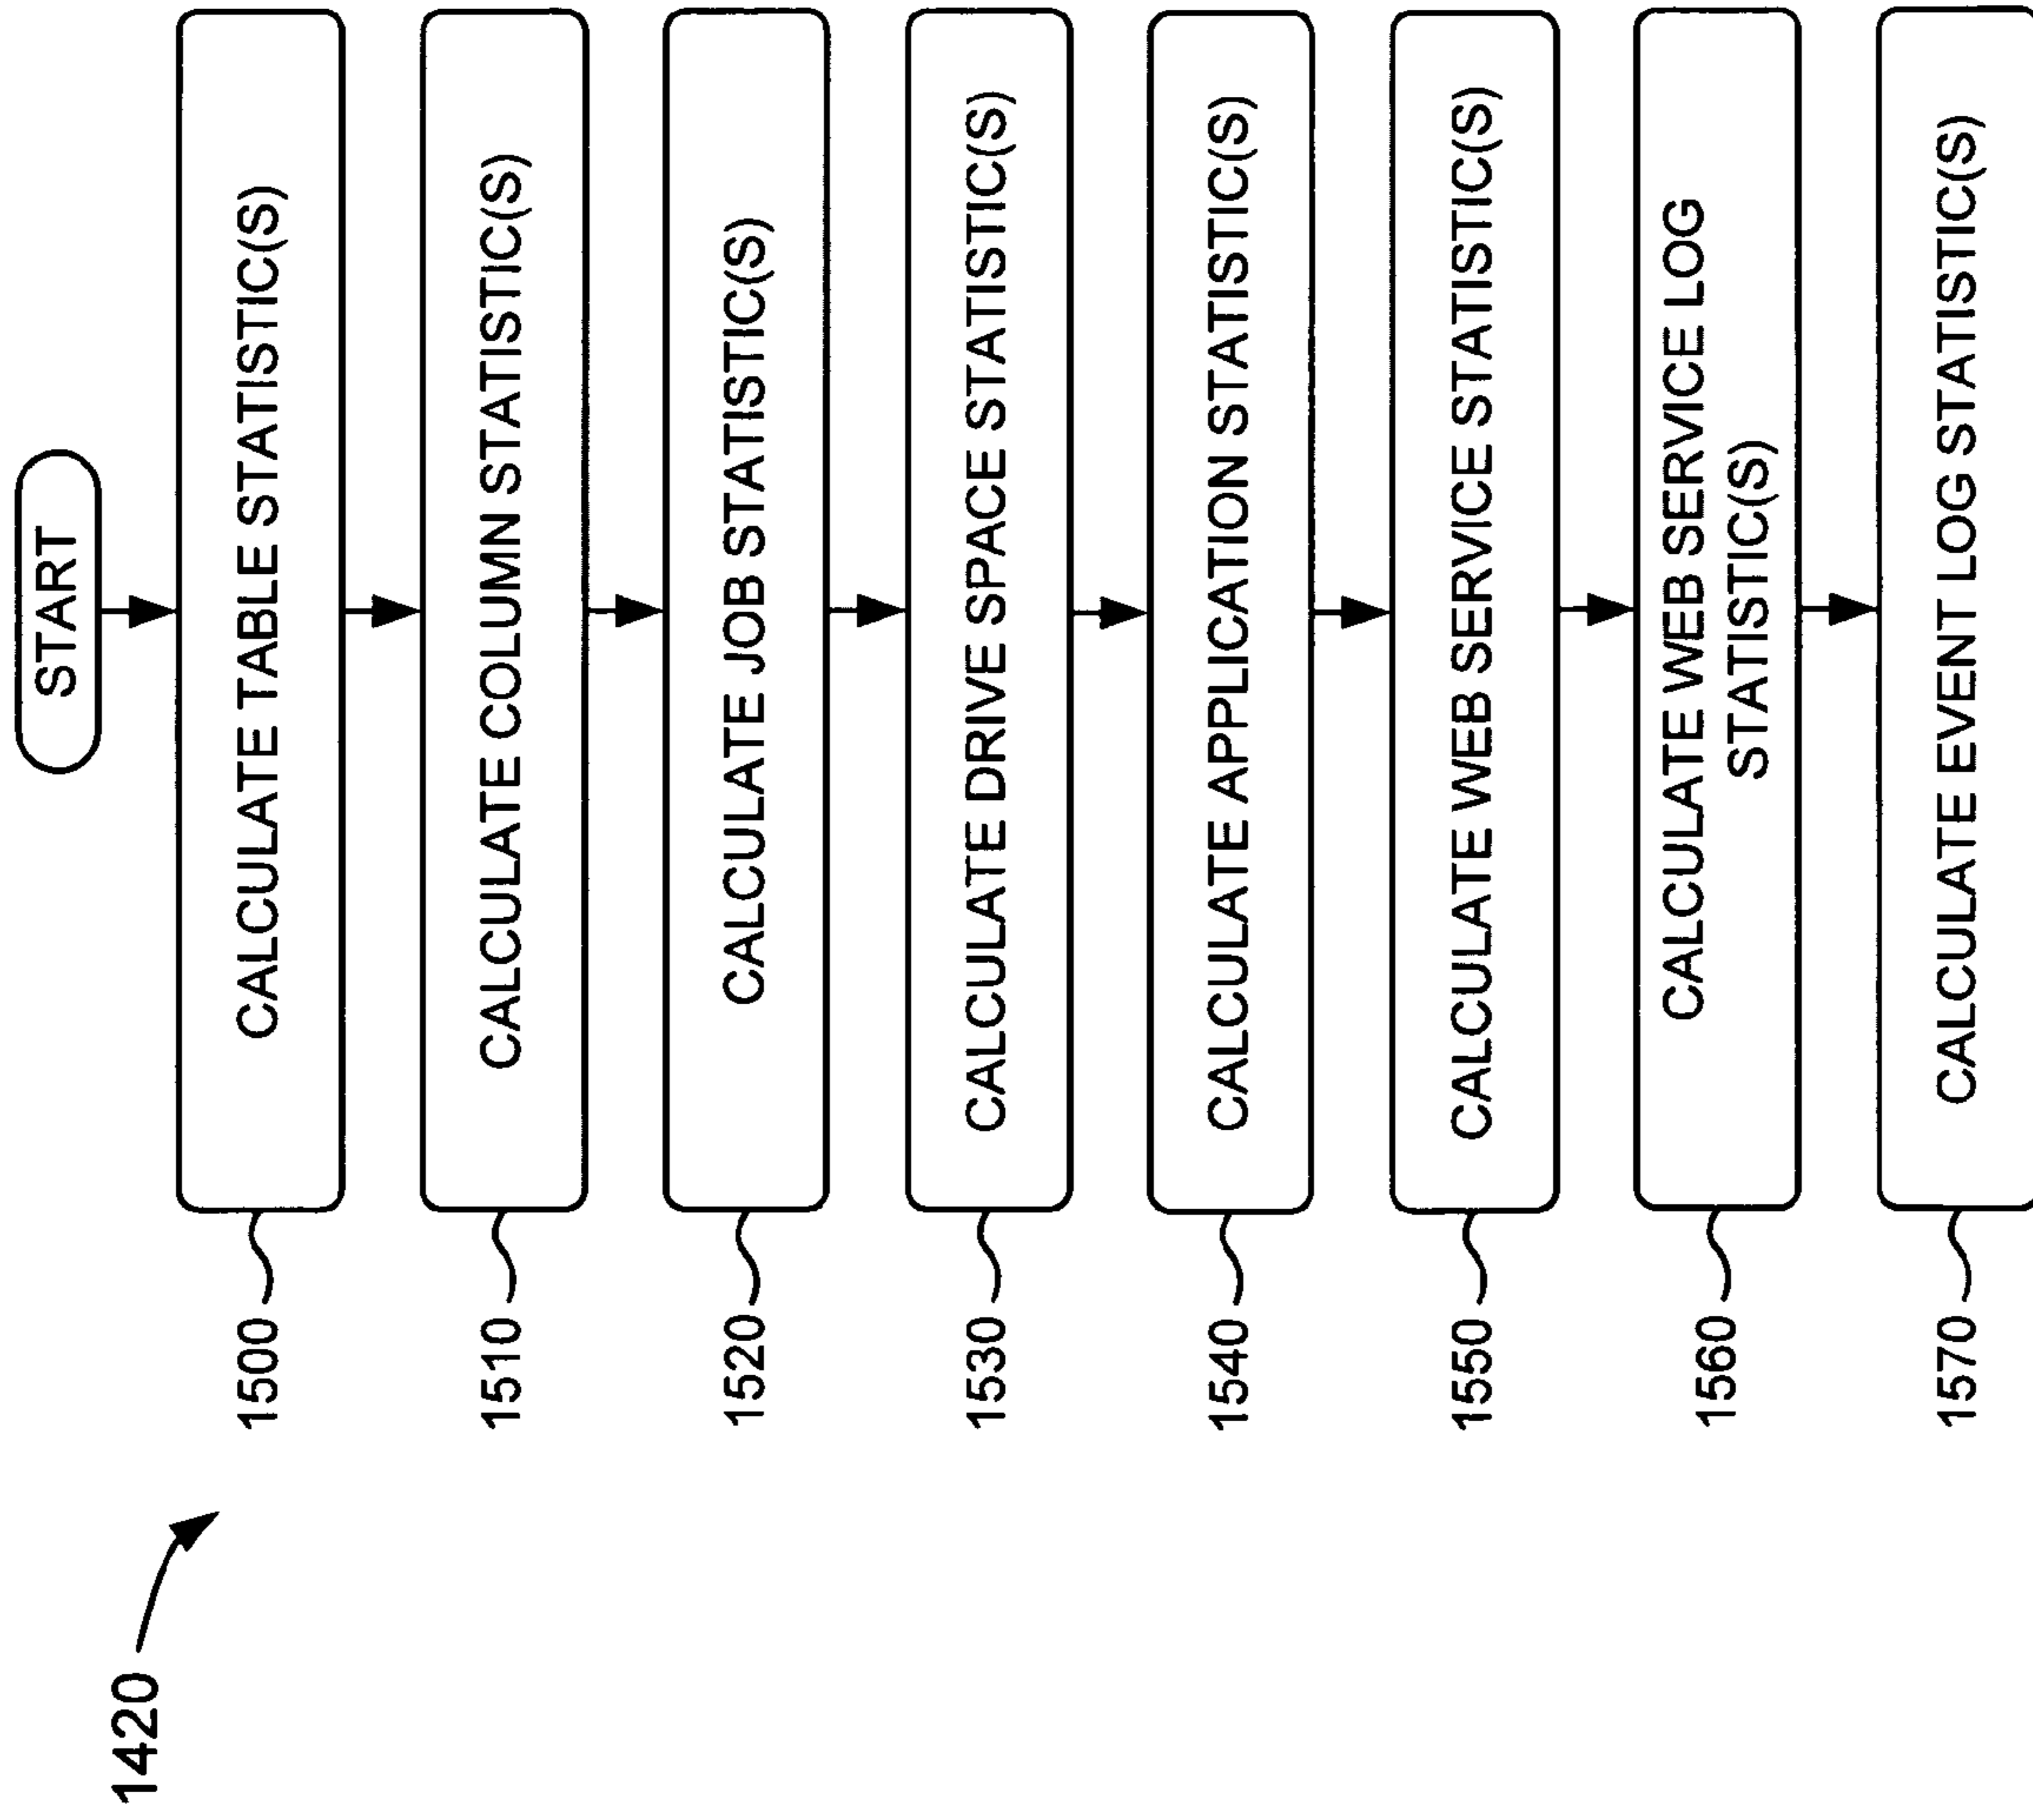 1420
START
1500
CALCULATE TABLE STATISTIC(S)
1510
CALCULATE COLUMN STATISTIC(S)
1520
CALCULATE JOB STATISTIC(S)
1530
CALCULATE DRIVE SPACE STATISTIC(S)
1540
CALCULATE APPLICATION STATISTIC(S)
1550
CALCULATE WEB SERVICE STATISTIC(S)
1560
CALCULATE WEB SERVICE LOG
STATISTIC(S)
1570
CALCULATE EVENT LOG STATISTIC(S)